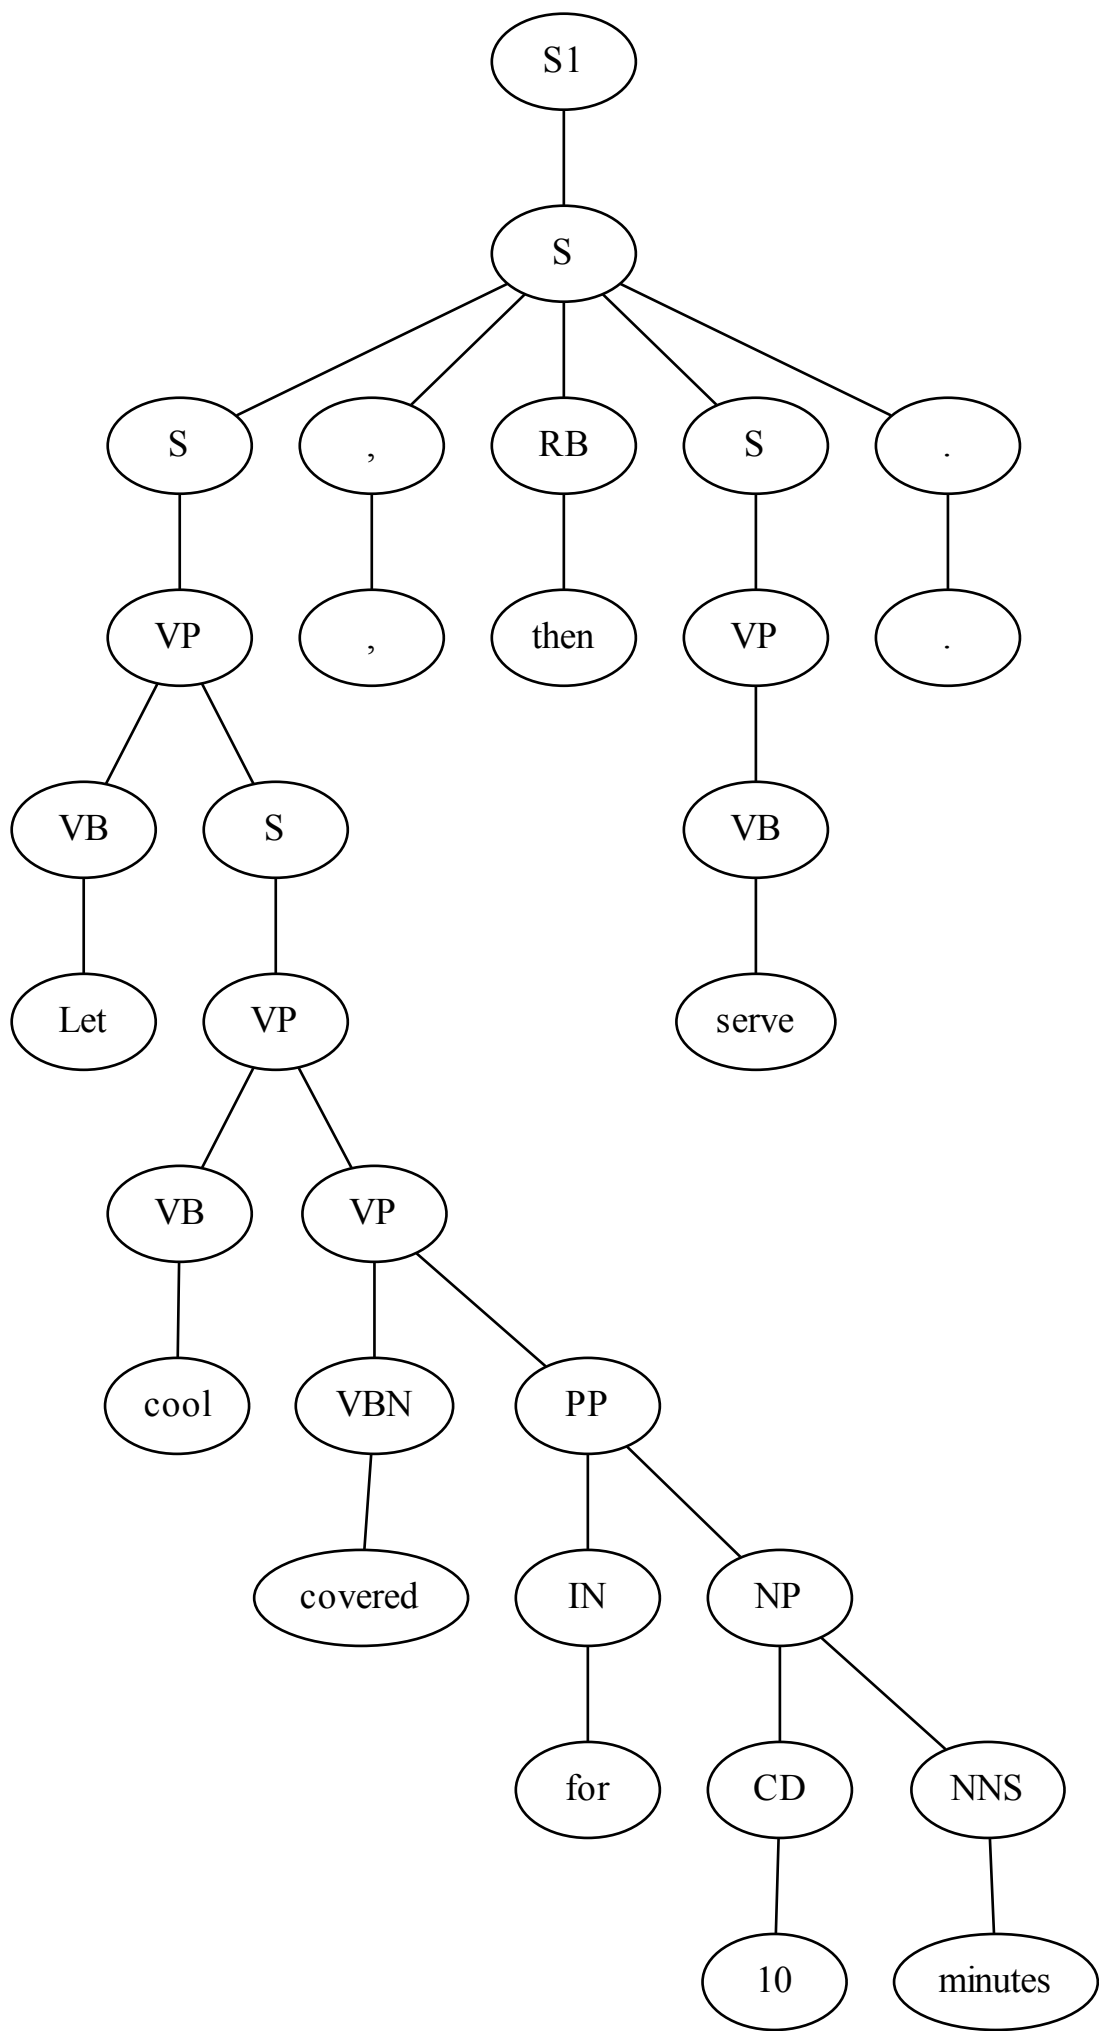 S1
S
S , RB S .
VP , then VP .
VB S VB
Let VP serve
VB VP
cool VBN PP
covered IN NP
for CD NNS
10 minutes